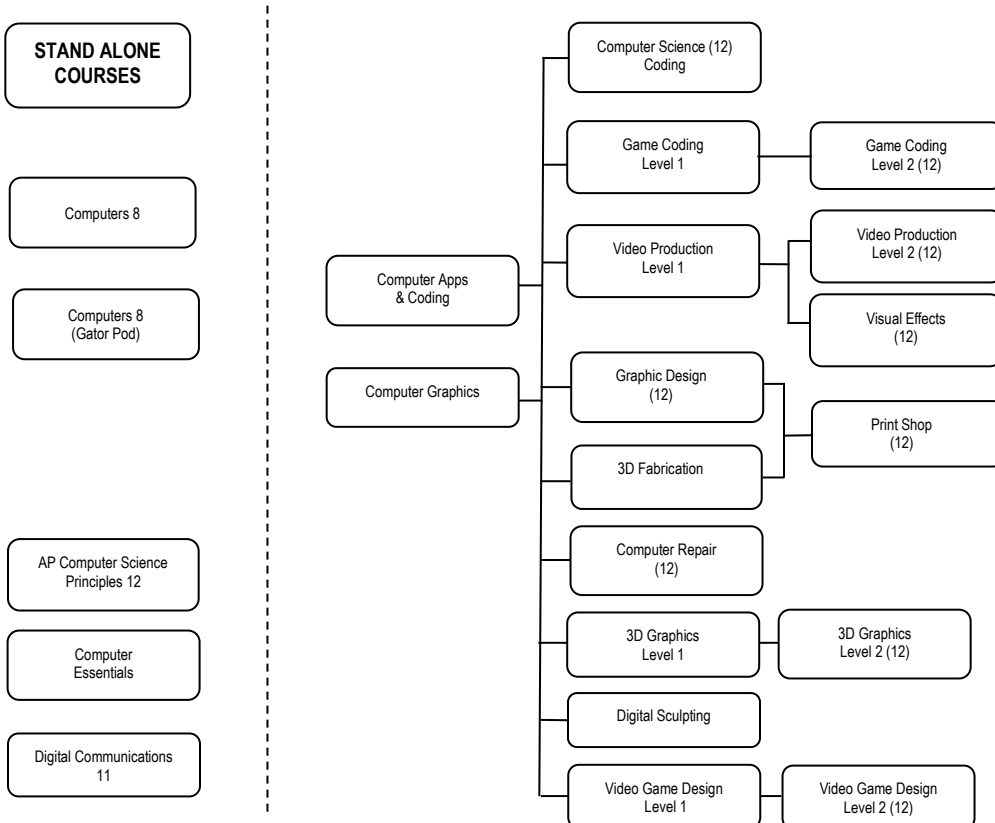 STAND ALONE
COURSES
Computers 8
Computers 8
(Gator Pod)
AP Computer Science
Principles 12
Computer
Essentials
Digital Communications
11
Computer Apps
& Coding
Computer Graphics
Computer Science (12)
Coding
Game Coding
Level 1
Game Coding
Level 2 (12)
Video Production
Level 1
Video Production
Level 2 (12)
Visual Effects
(12)
Graphic Design
(12)
3D Fabrication
Print Shop
(12)
Computer Repair
(12)
3D Graphics
Level 1
3D Graphics
Level 2 (12)
Digital Sculpting
Video Game Design
Level 1
Video Game Design
Level 2 (12)